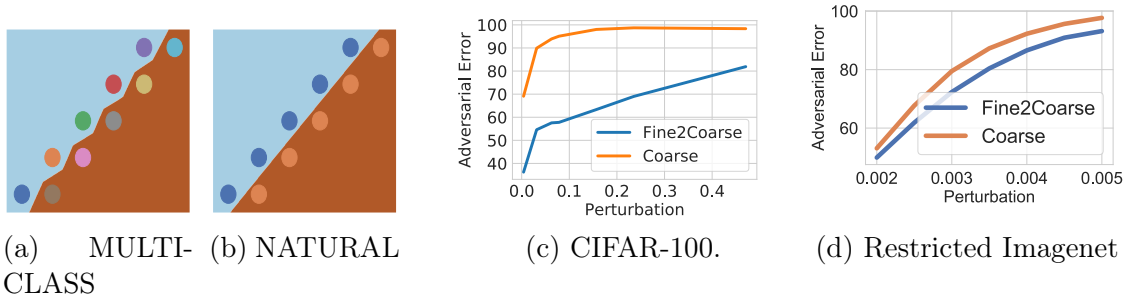 100
90
80
70
60
50
40
Adversarial Error
0.0 0.1 0.2 0.3 0.4
Perturbation
Fine2Coarse
Coarse
100
80
60
Adversarial Error
0.002 0.003 0.004 0.005
Perturbation
Fine2Coarse
Coarse
(a) MULTI-
CLASS
(b) NATURAL
(c) CIFAR-100.
(d) Restricted Imagenet